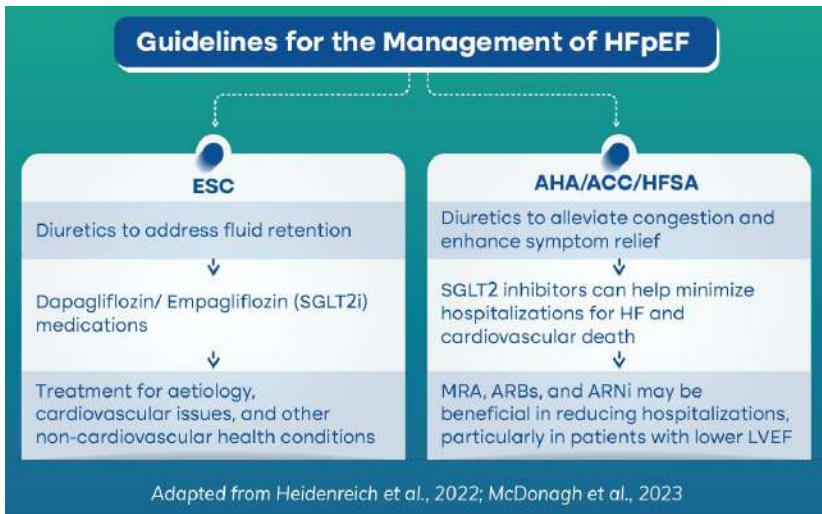 Guidelines for the Management of HFpEF
ESC
Diuretics to address fluid retention
Dapagliflozin/ Empagliflozin (SGLT2i)
medications
Treatment for aetiology,
cardiovascular issues, and other
non-cardiovascular health conditions
AHA/ACC/HFSA
Diuretics to alleviate congestion and
enhance symptom relief
SGLT2 inhibitors can help minimize
hospitalizations for HF and
cardiovascular death
MRA, ARBs, and ARNi may be
beneficial in reducing hospitalizations,
particularly in patients with lower LVEF
Adapted from Heidenreich et al., 2022; McDonagh et al., 2023